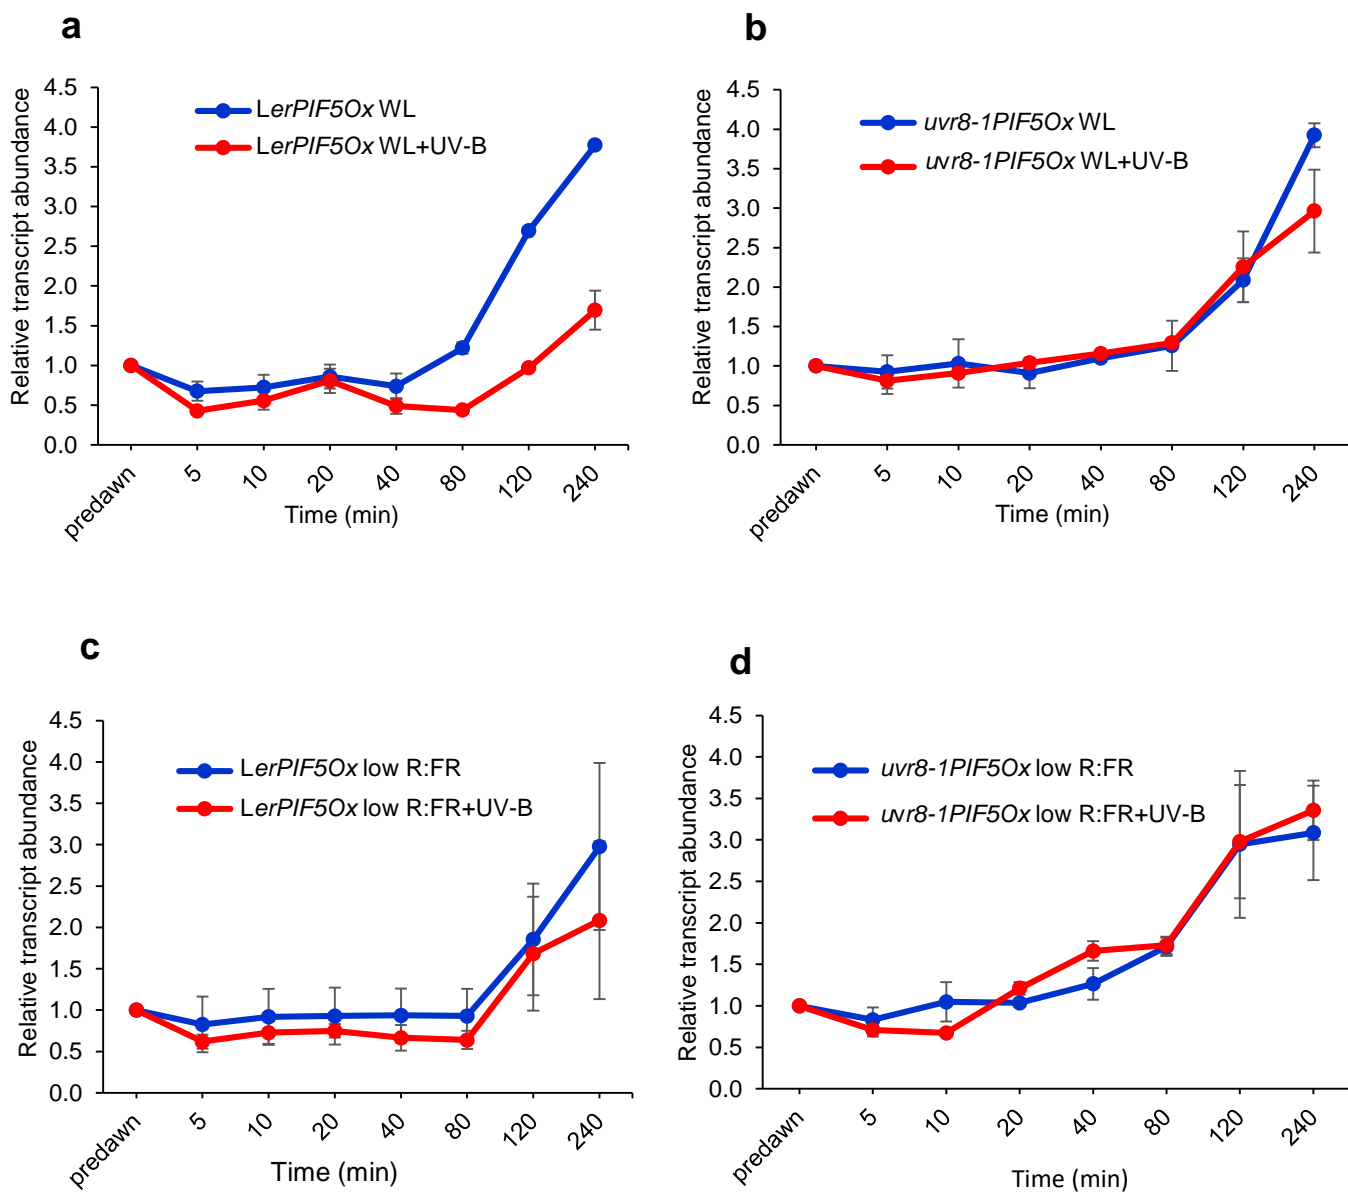 a
Relative transcript abundance
4.5
4.0
3.5
3.0
2.5
2.0
1.5
1.0
0.5
0.0
LerPIF5Ox WL
LerPIF5Ox WL+UV-B
predawn
5
10
20
40
80
120
240
Time (min)
b
Relative transcript abundance
4.5
4.0
3.5
3.0
2.5
2.0
1.5
1.0
0.5
0.0
uvr8-1PIF5Ox WL
uvr8-1PIF5Ox WL+UV-B
predawn
5
10
20
40
80
120
240
Time (min)
c
Relative transcript abundance
4.5
4.0
3.5
3.0
2.5
2.0
1.5
1.0
0.5
0.0
LerPIF5Ox low R:FR
LerPIF5Ox low R:FR+UV-B
predawn
5
10
20
40
80
120
240
Time (min)
d
Relative transcript abundance
4.5
4.0
3.5
3.0
2.5
2.0
1.5
1.0
0.5
0.0
uvr8-1PIF5Ox low R:FR
uvr8-1PIF5Ox low R:FR+UV-B
predawn
5
10
20
40
80
120
240
Time (min)